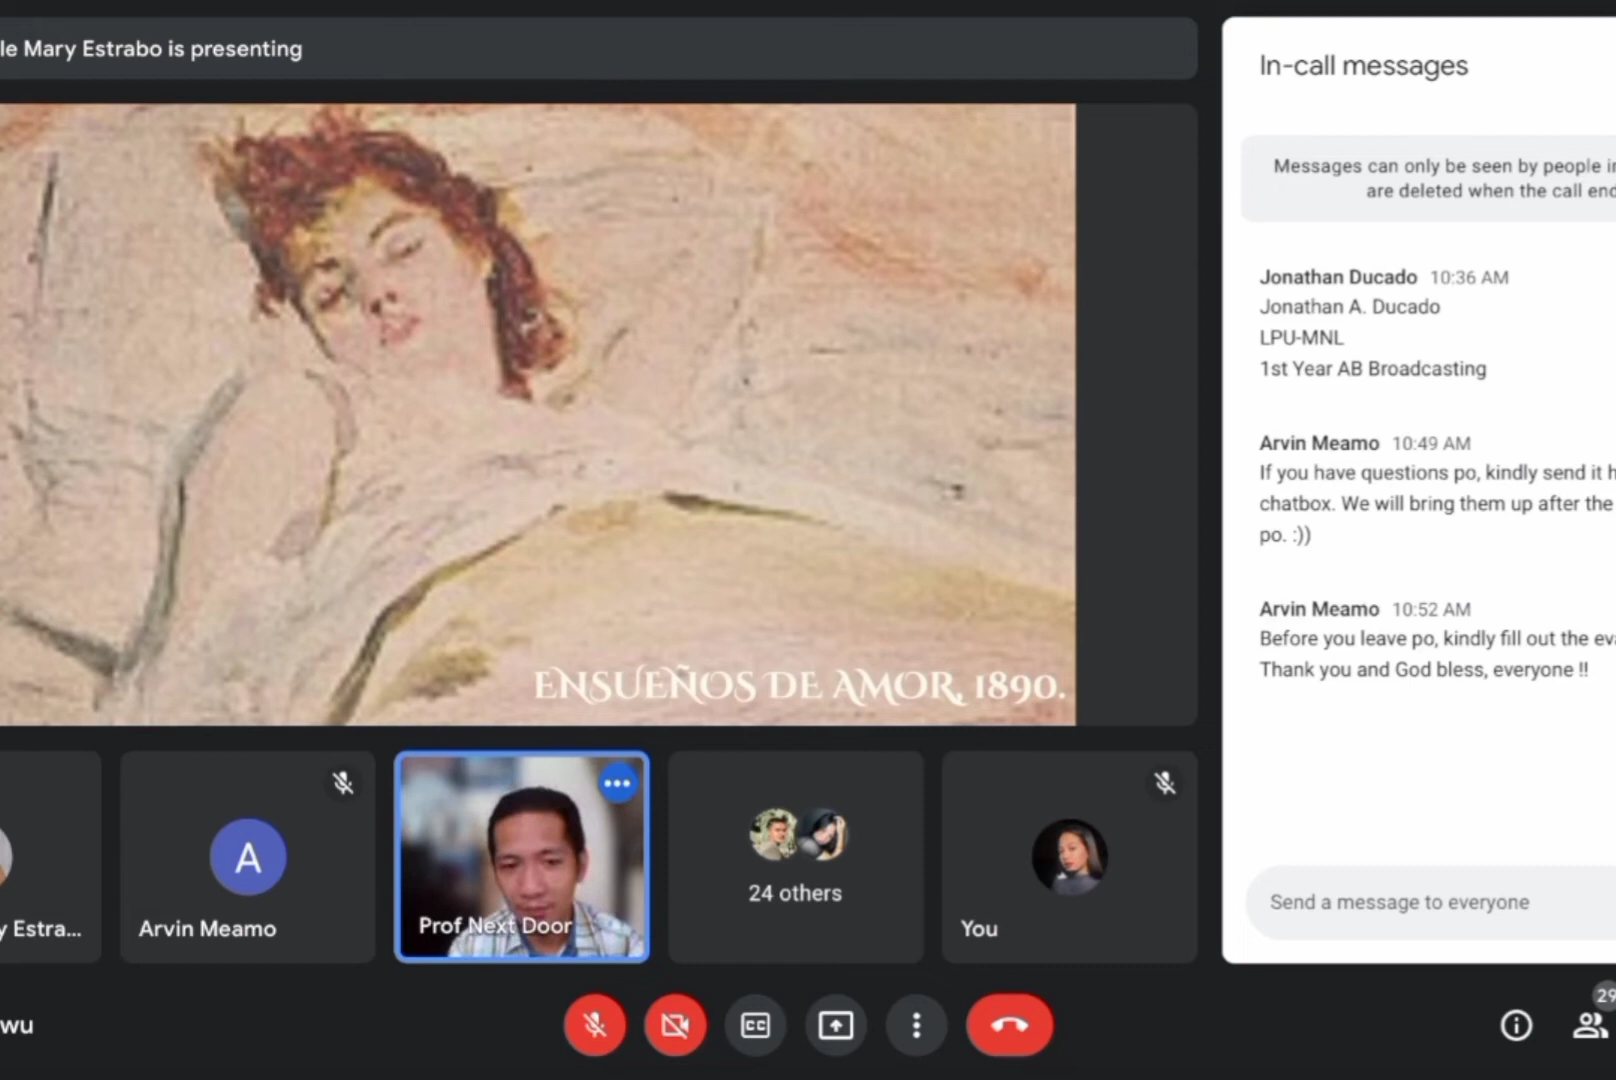 le Mary Estrabo is presenting
ENSUEÑOS DE AMOR, 1890.
y Estra...
A
Arvin Meamo
Prof Next Door
24 others
You
wu
In-call messages
Messages can only be seen by people
are deleted when the call
Jonathan Ducado 10:36 AM
Jonathan A. Ducado
LPU-MNL
1st Year AB Broadcasting
Arvin Meamo 10:49 AM
If you have questions po, kindly send it
chatbox. We will bring them up after the
po. :))
Arvin Meamo 10:52 AM
Before you leave po, kindly fill out the
Thank you and God bless, everyone !!
Send a message to everyone
CC
29